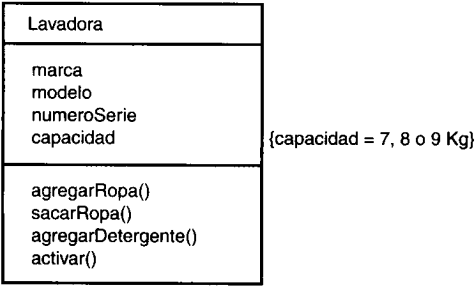 Lavadora
marca
modelo
numeroSerie
capacidad
{capacidad = 7, 8 o 9 Kg}
agregarRopa()
sacarRopa()
agregarDetergente()
activar()